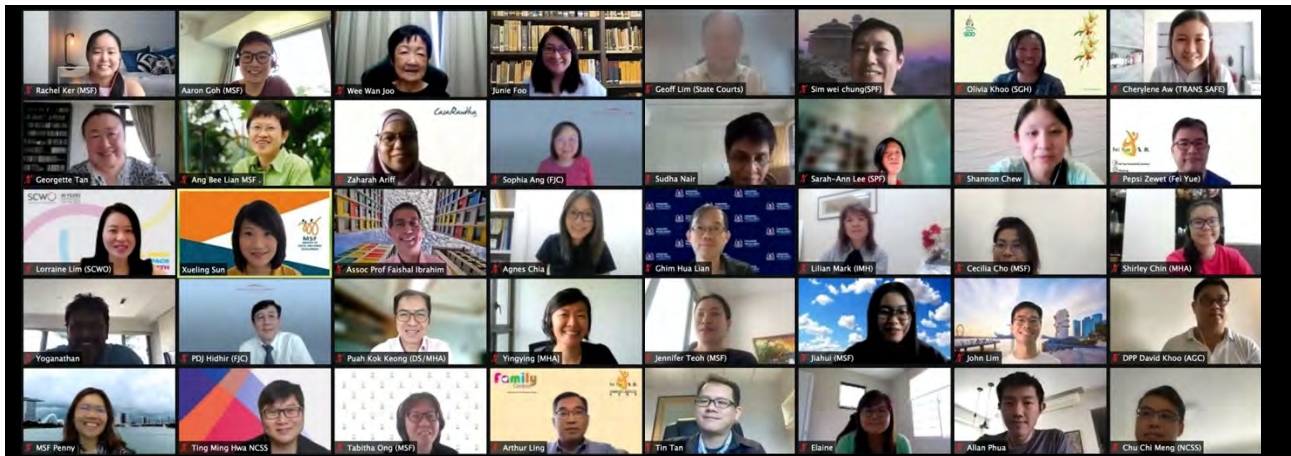 Rachel Ker (MSF)
Aaron Goh (MSF)
Wee Wan Joo
Junie Foo
Geoff Lim (State Courts)
Sim wei chung(SPF)
Olivia Khoo (SGH)
Cherylene Aw (TRANS SAFE)
Georgette Tan
Ang Bee Lian MSF .
CasaRaudha
Zaharah Ariff
Sophia Ang (FJC)
Sudha Nair
Sarah-Ann Lee (SPF)
Shannon Chew
Pepsi Zewet (Fei Yue)
SCWO
Lorraine Lim (SCWO)
MSF
Xueling Sun
Assoc Prof Faishal Ibrahim
Agnes Chia
Ghim Hua Lian
Lilian Mark (IMH)
Cecilia Cho (MSF)
Shirley Chin (MHA)
Yoganathan
PDJ Hidhir (FJC)
Puah Kok Keong (DS/MHA)
Yingying (MHA)
Jennifer Teoh (MSF)
Jiahui (MSF)
John Lim
DPP David Khoo (AGC)
MSF Penny
Ting Ming Hwa NCSS
Tabitha Ong (MSF)
Family
Arthur Ling
Tin Tan
Elaine
Allan Phua
Chu Chi Meng (NCSS)